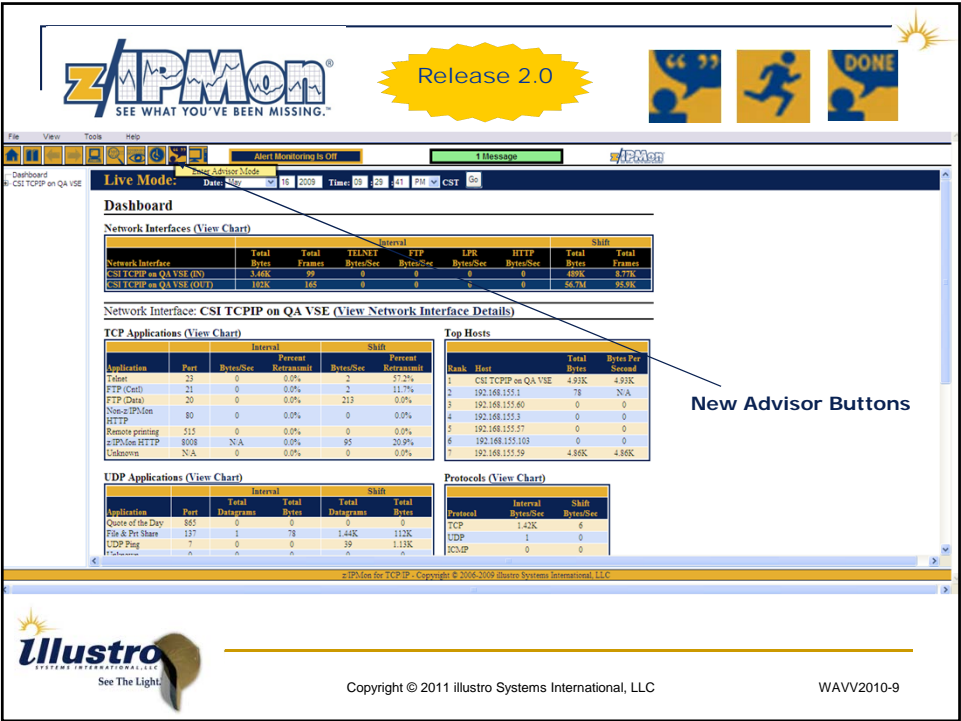 z/IPMon®
SEE WHAT YOU'VE BEEN MISSING.™
Release 2.0
“ ”
DONE
File View Tools Help
Alert Monitoring Is Off
1 Message
z/IPMon
Enter Advisor Mode
Dashboard
CSI TCPIP on QA VSE
Live Mode: Date: May 16 2009 Time: 09 :23 :41 PM CST Go
Dashboard
Network Interfaces (View Chart)
Interval Shift
Network Interface Total Bytes Total Frames TELNET Bytes/Sec FTP Bytes/Sec LPR Bytes/Sec HTTP Bytes/Sec Total Bytes Total Frames
CSI TCPIP on QA VSE (IN) 3.46K 99 0 0 0 0 489K 8.77K
CSI TCPIP on QA VSE (OUT) 102K 165 0 0 0 0 56.7M 95.9K
Network Interface: CSI TCPIP on QA VSE (View Network Interface Details)
TCP Applications (View Chart)
Interval Shift
Application Port Bytes/Sec Percent Retransmit Bytes/Sec Percent Retransmit
Telnet 23 0 0.0% 2 57.2%
FTP (Cntl) 21 0 0.0% 2 11.7%
FTP (Data) 20 0 0.0% 213 0.0%
Non-z/IPMon HTTP 80 0 0.0% 0 0.0%
Remote printing 515 0 0.0% 0 0.0%
z/IPMon HTTP 8008 N/A 0.0% 95 20.9%
Unknown N/A 0 0.0% 0 0.0%
Top Hosts
Rank Host Total Bytes Bytes Per Second
1 CSI TCPIP on QA VSE 4.93K 4.93K
2 192.168.155.1 78 N/A
3 192.168.155.60 0 0
4 192.168.155.3 0 0
5 192.168.155.57 0 0
6 192.168.155.103 0 0
7 192.168.155.59 4.86K 4.86K
New Advisor Buttons
UDP Applications (View Chart)
Interval Shift
Application Port Total Datagrams Total Bytes Total Datagrams Total Bytes
Quote of the Day 865 0 0 0 0
File & Prt Share 137 1 78 1.44K 112K
UDP Ping 7 0 0 39 1.13K
Unknown 0 0 0 0
Protocols (View Chart)
Protocol Interval Bytes/Sec Shift Bytes/Sec
TCP 1.42K 6
UDP 1 0
ICMP 0 0
z/IPMon for TCP/IP - Copyright © 2006-2009 illustro Systems International, LLC
illustro
SYSTEMS INTERNATIONAL, LLC
See The Light.
Copyright © 2011 illustro Systems International, LLC
WAVV2010-9